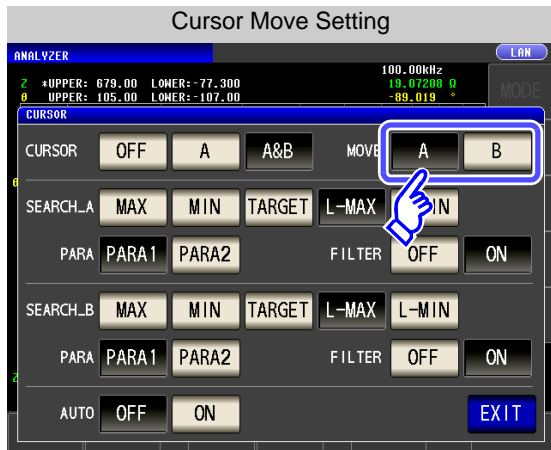 Cursor Move Setting
ANALYZER LAN
100.00kHz
Z *UPPER: 679.00 LOWER:-77.300 19.07208 Ω
θ UPPER: 105.00 LOWER:-107.00 -89.019 °
MODE
CURSOR
CURSOR OFF A A&B MOVE A B
θ
SEARCH_A MAX MIN TARGET L-MAX IN
PARA PARA1 PARA2 FILTER OFF ON
SEARCH_B MAX MIN TARGET L-MAX L-MIN
PARA PARA1 PARA2 FILTER OFF ON
Z
AUTO OFF ON EXIT